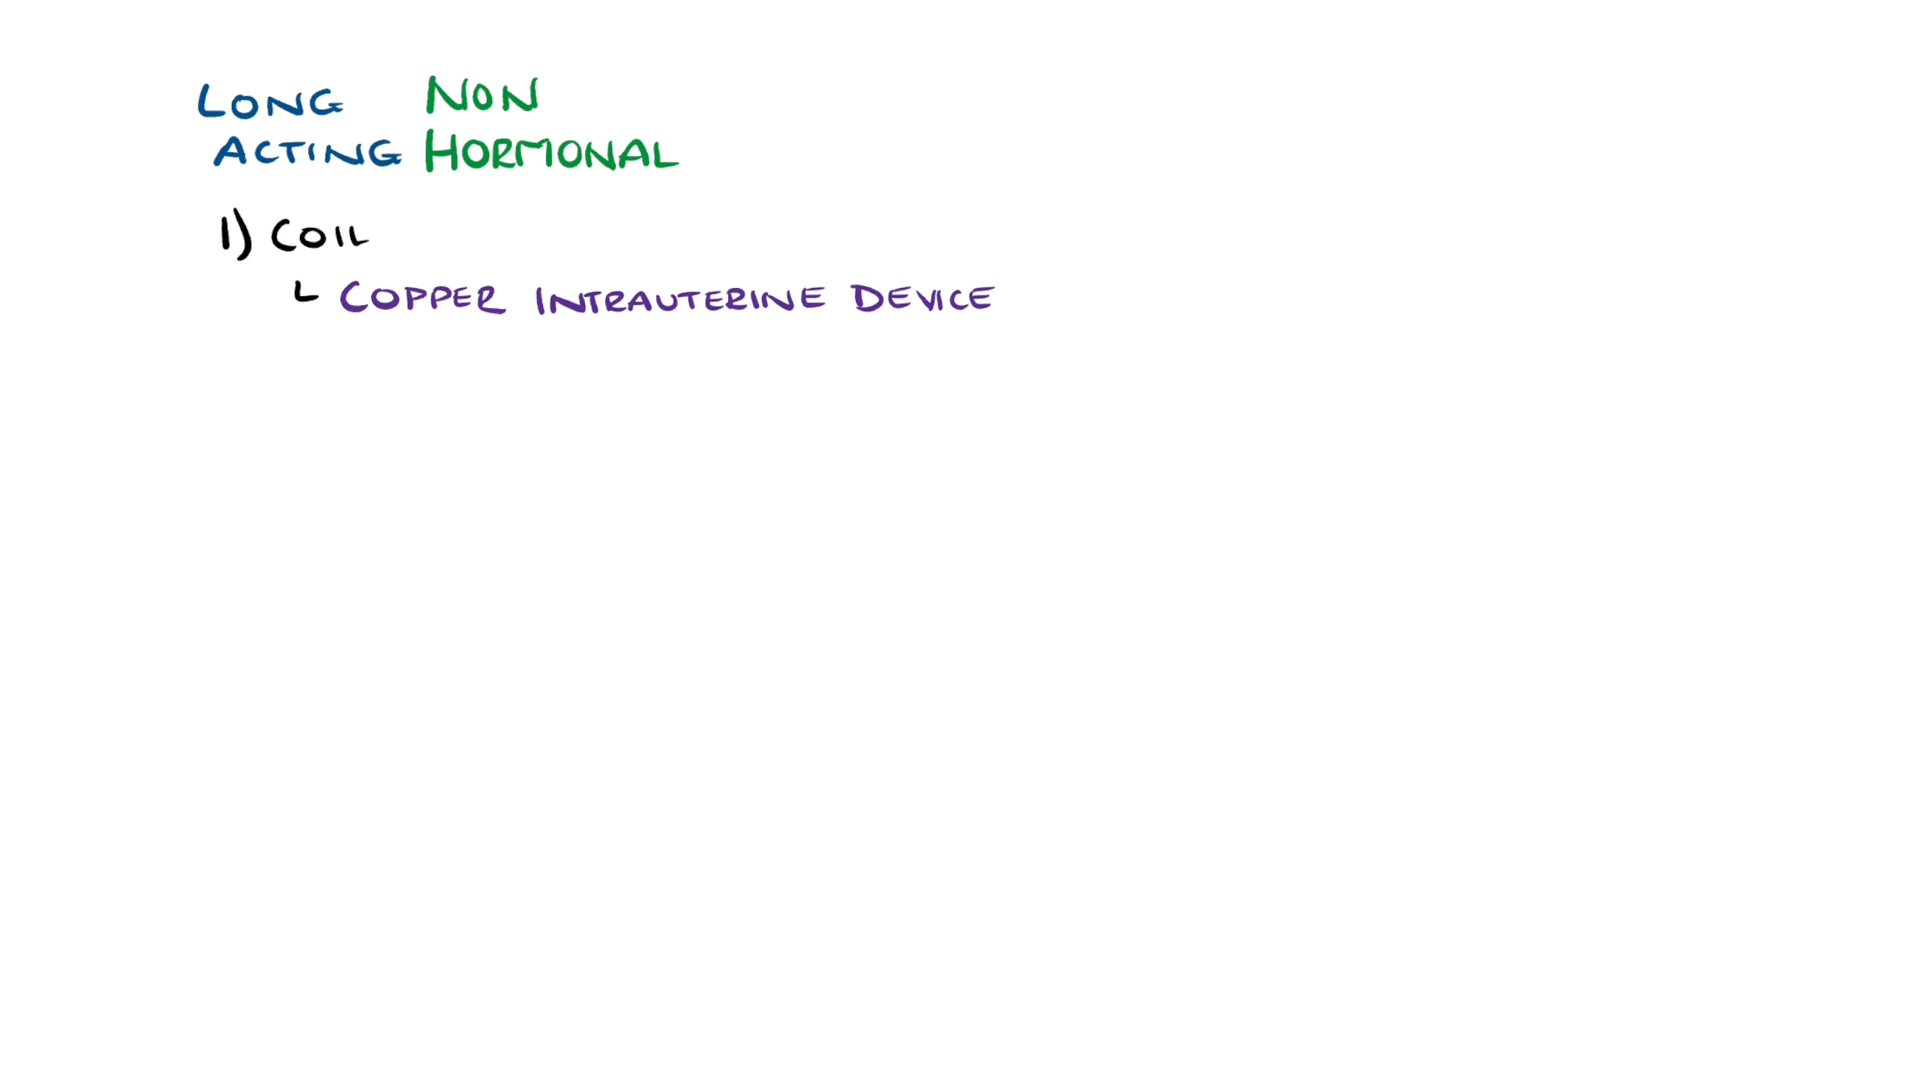 LONG NON
ACTING HORMONAL
1) COIL
COPPER INTRAUTERINE DEVICE